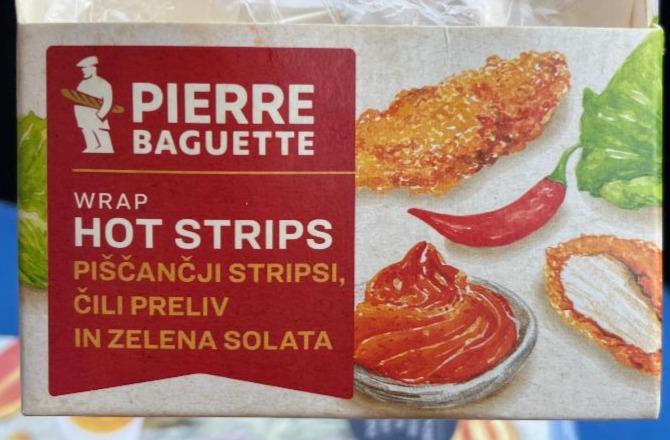 PIERRE
BAGUETTE
WRAP
HOT STRIPS
PIŠČANČJI STRIPSI,
ČILI PRELIV
IN ZELENA SOLATA